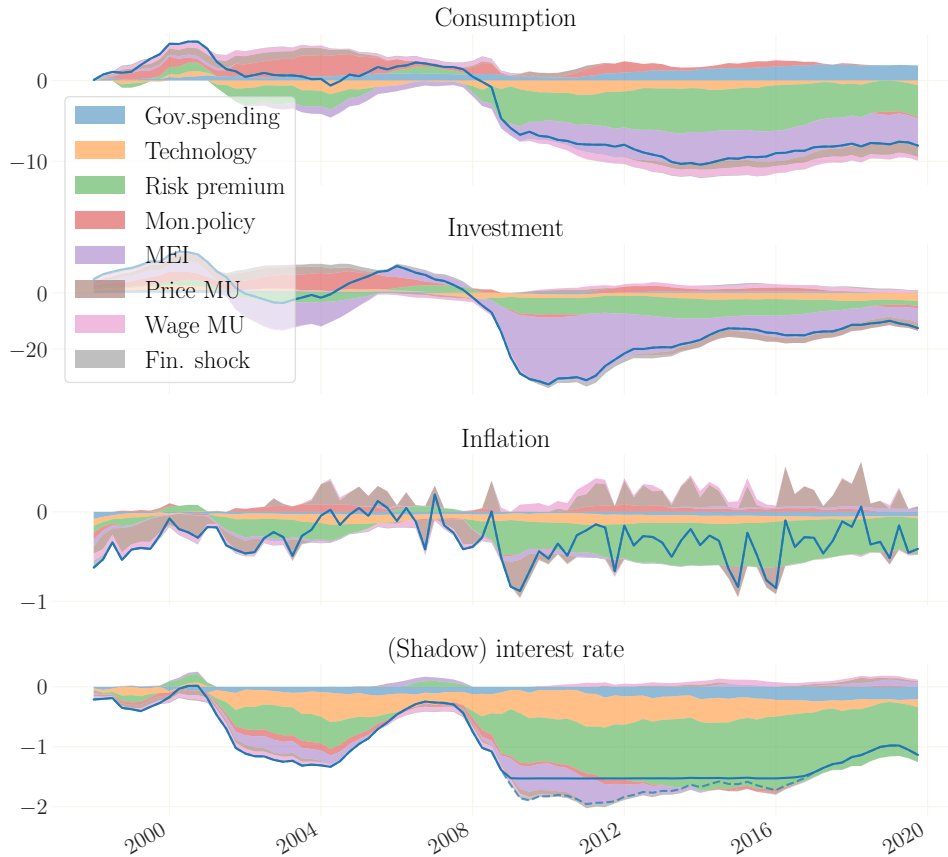 Consumption
0
−10
Gov.spending
Technology
Risk premium
Mon.policy
MEI
Price MU
Wage MU
Fin. shock
Investment
0
−20
Inflation
0
−1
(Shadow) interest rate
0
−1
−2
2000 2004 2008 2012 2016 2020